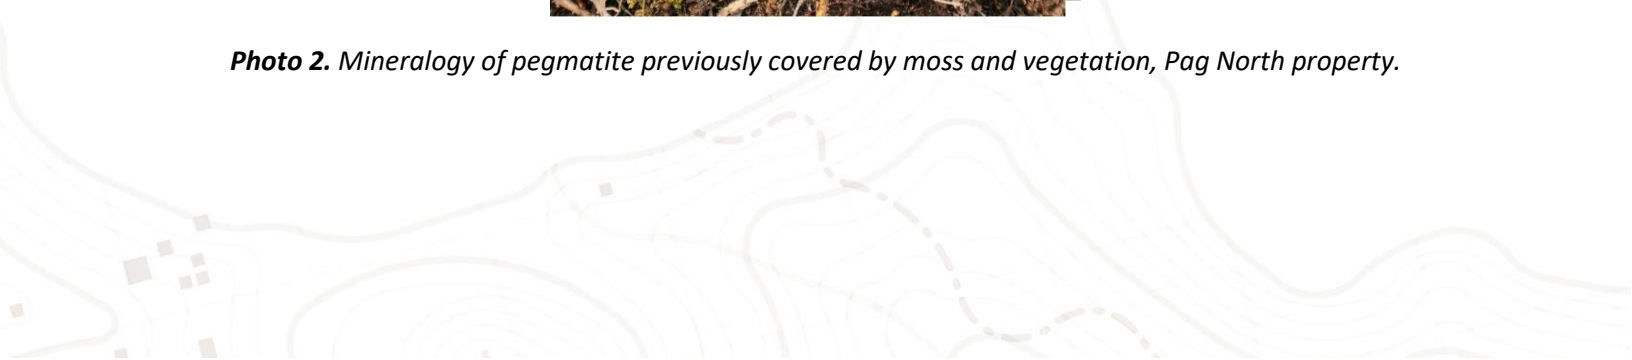 Photo 2. Mineralogy of pegmatite previously covered by moss and vegetation, Pag North property.